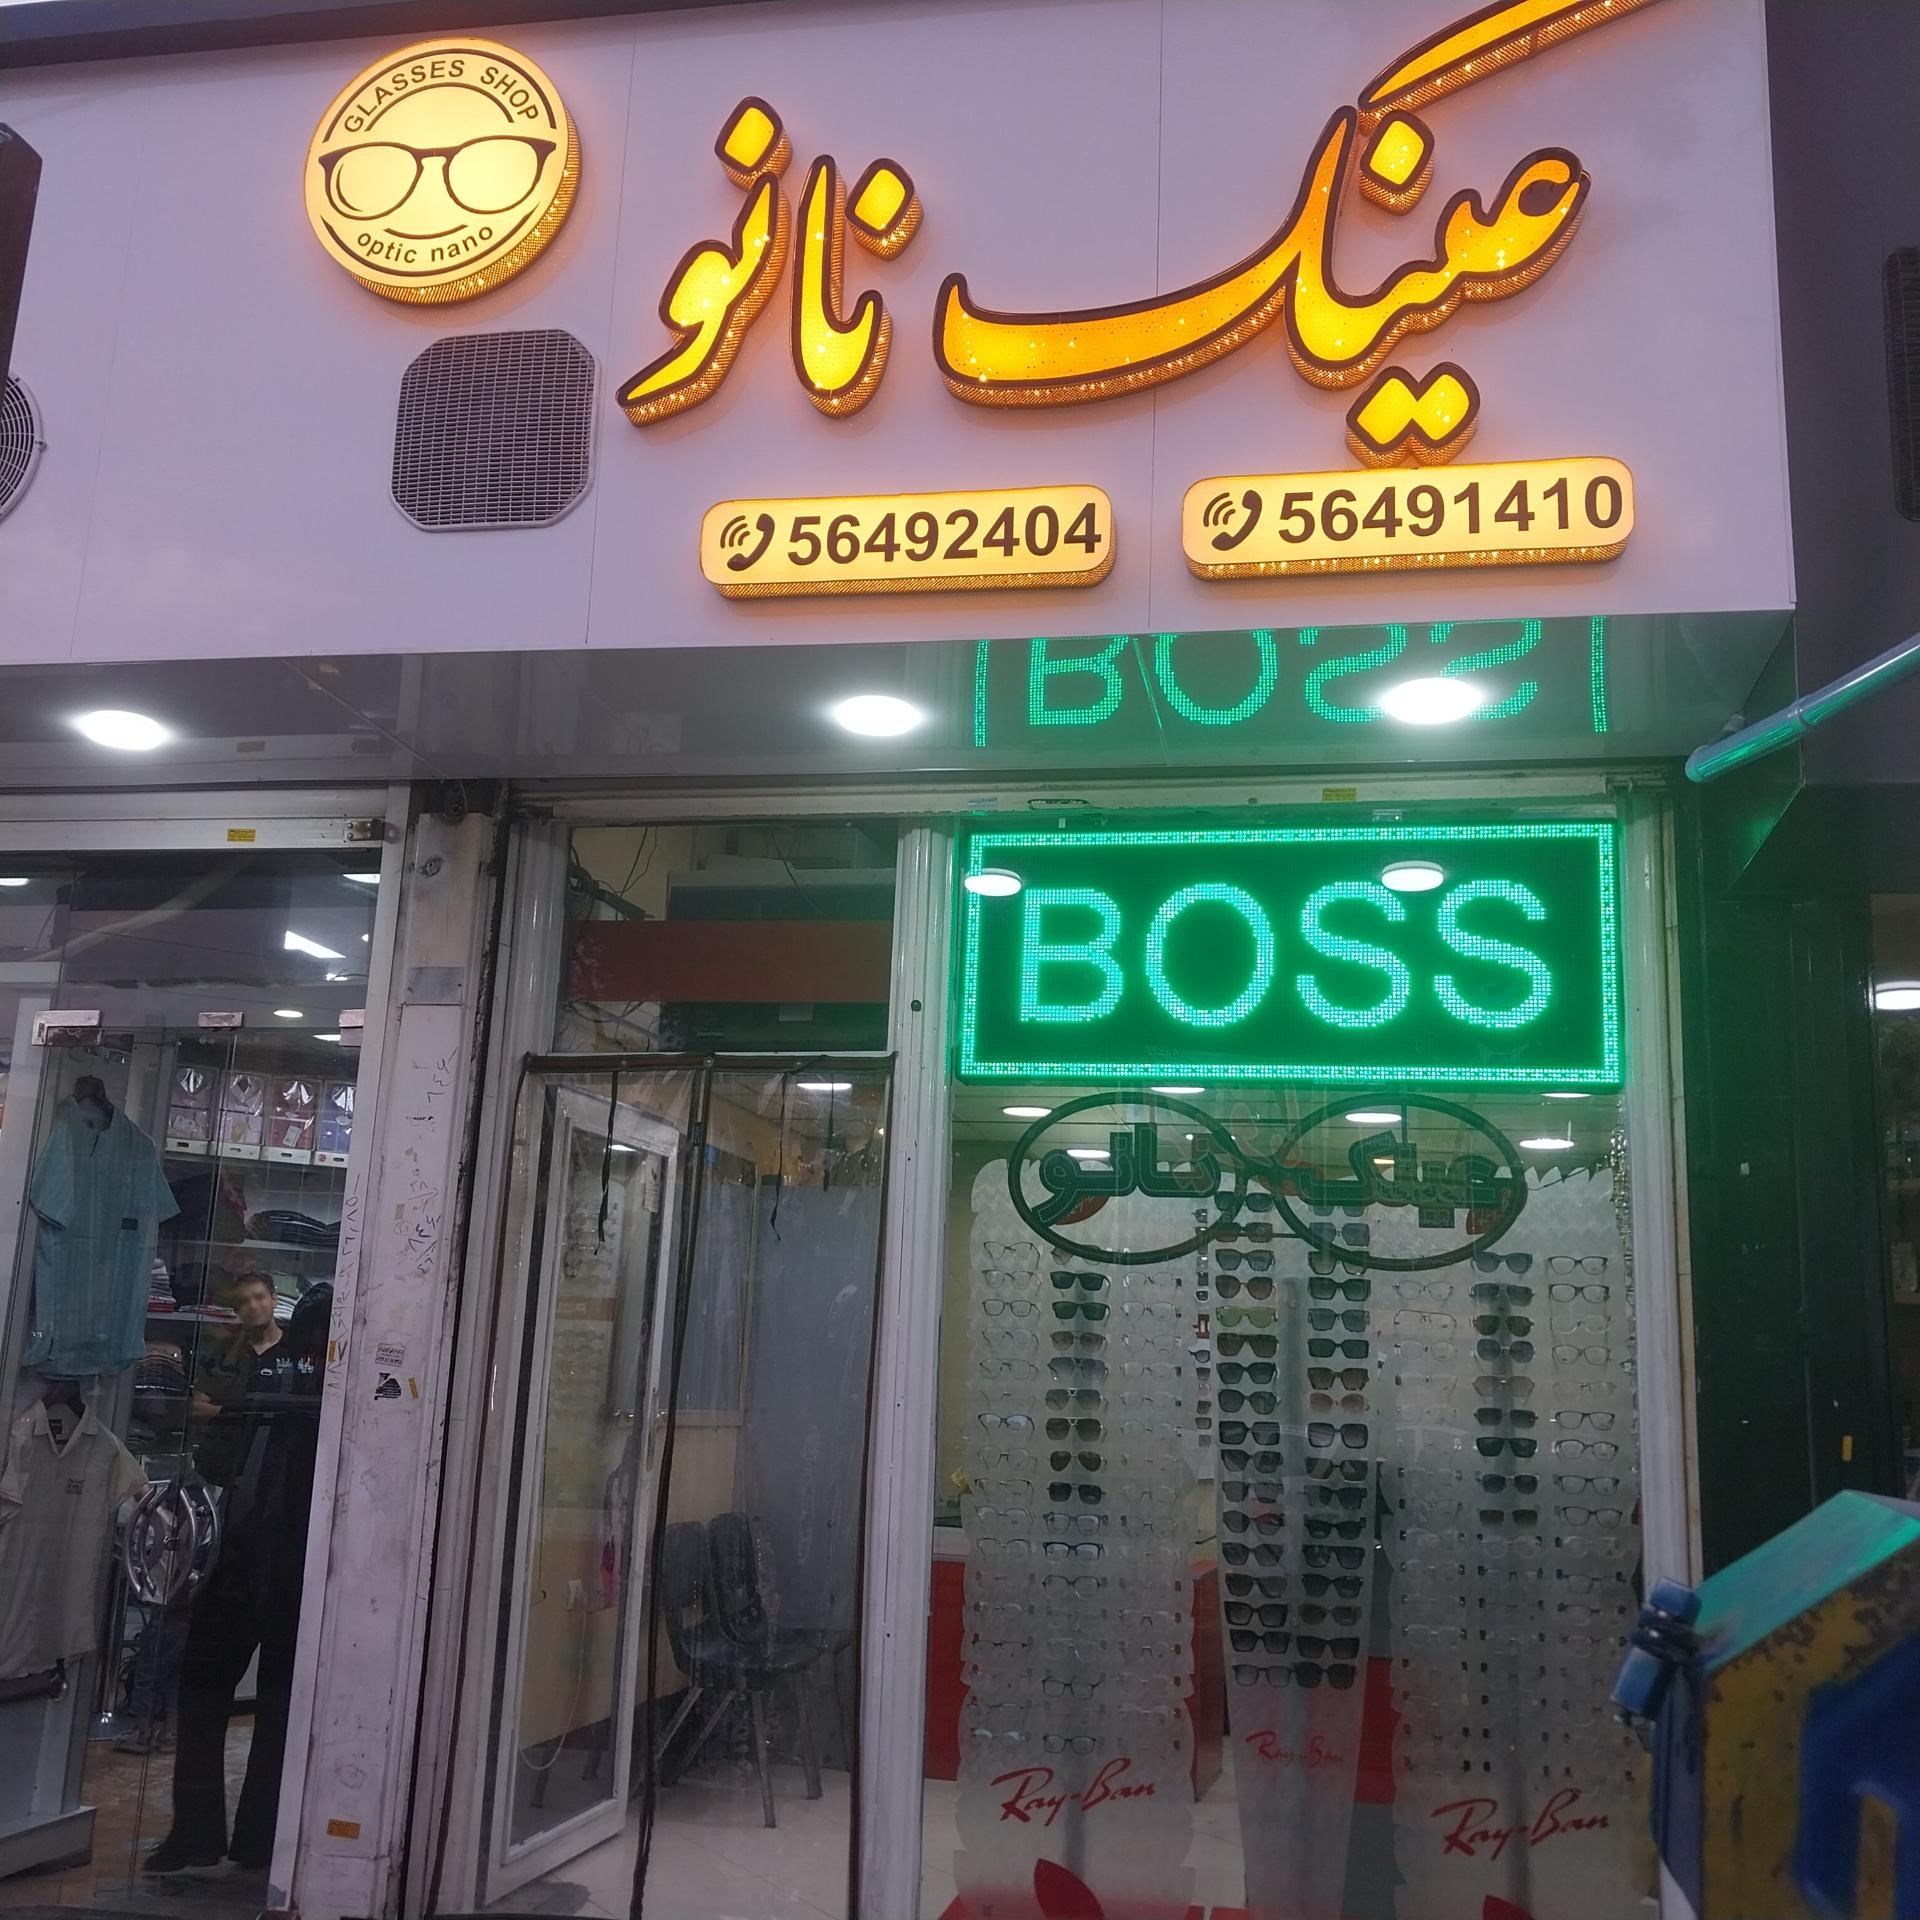 GLASSES SHOP
optic nano
عینک نانو
56492404
56491410
BOSS
BOSS
عینک نانو
Ray-Ban
Ray-Ban
Ray-Ban